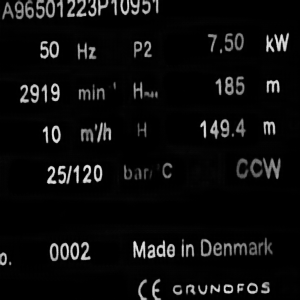 A96501223P10951
50 Hz P2 7,50 kW
2919 min⁻¹ Hmax 185 m
10 m³/h H 149.4 m
25/120 bar/°C CCW
o. 0002 Made in Denmark
CE GRUNDFOS